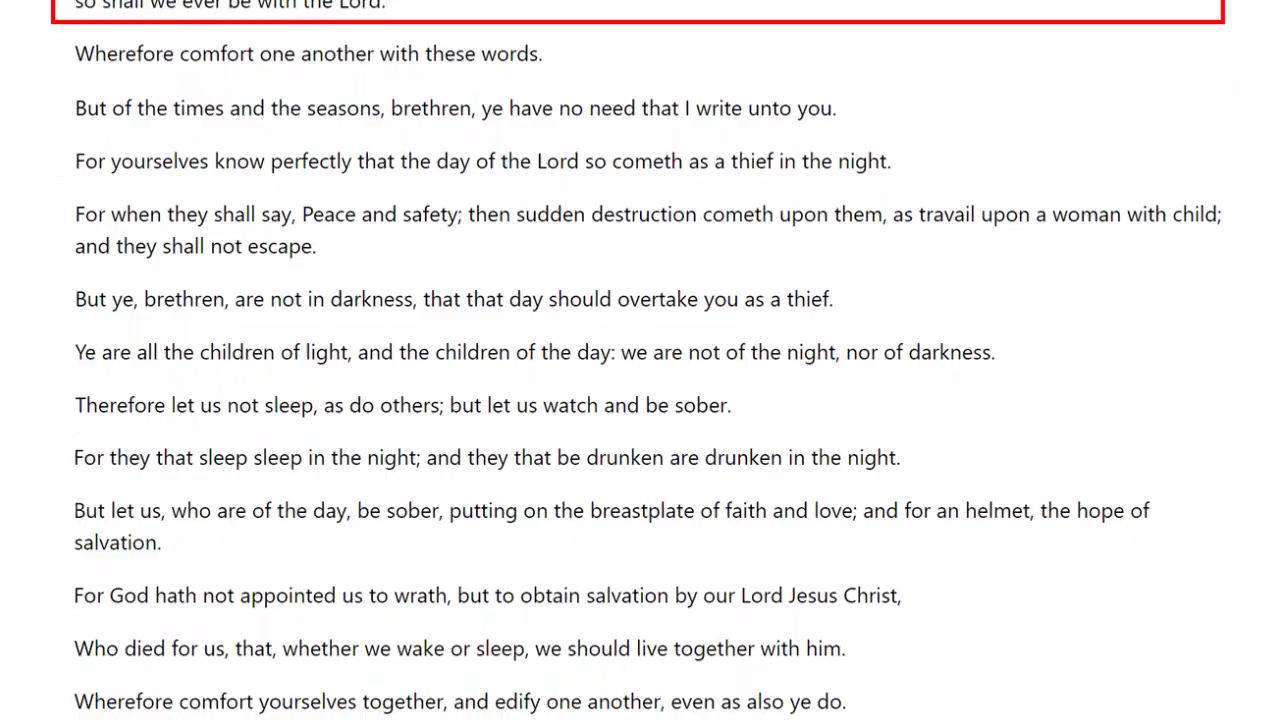 so shall we ever be with the Lord.
Wherefore comfort one another with these words.
But of the times and the seasons, brethren, ye have no need that I write unto you.
For yourselves know perfectly that the day of the Lord so cometh as a thief in the night.
For when they shall say, Peace and safety; then sudden destruction cometh upon them, as travail upon a woman with child;
and they shall not escape.
But ye, brethren, are not in darkness, that that day should overtake you as a thief.
Ye are all the children of light, and the children of the day: we are not of the night, nor of darkness.
Therefore let us not sleep, as do others; but let us watch and be sober.
For they that sleep sleep in the night; and they that be drunken are drunken in the night.
But let us, who are of the day, be sober, putting on the breastplate of faith and love; and for an helmet, the hope of
salvation.
For God hath not appointed us to wrath, but to obtain salvation by our Lord Jesus Christ,
Who died for us, that, whether we wake or sleep, we should live together with him.
Wherefore comfort yourselves together, and edify one another, even as also ye do.